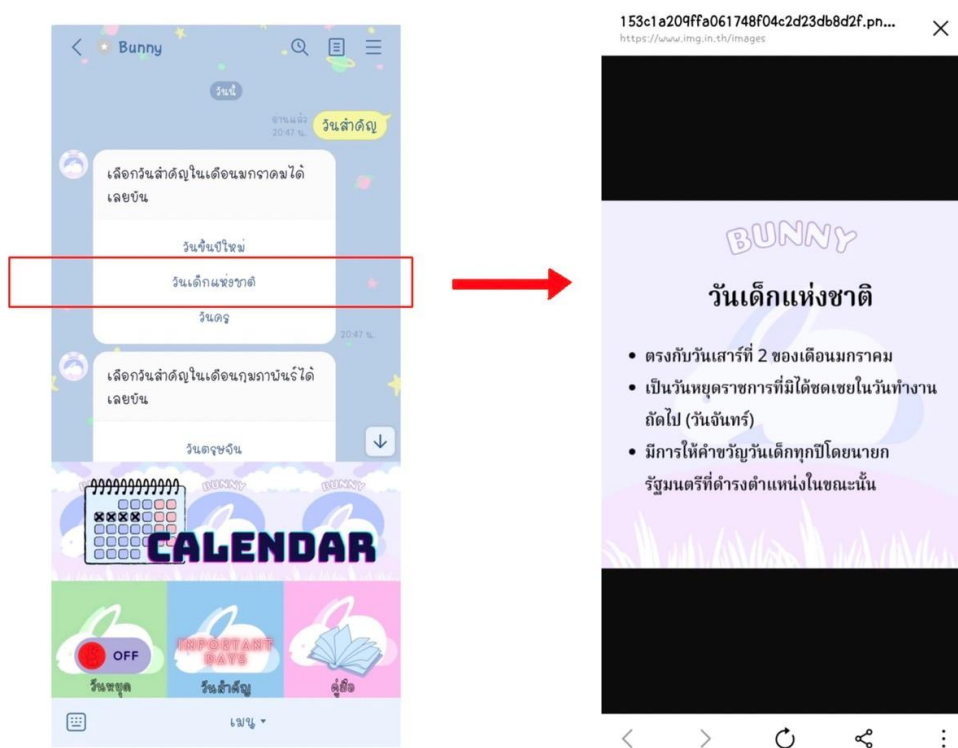 Bunny
วันนี้
อ่านแล้ว
20:47 น.
วันสำคัญ
เลือกวันสำคัญในเดือนมกราคมได้
เลยบัน
วันขึ้นปีใหม่
วันเด็กแห่งชาติ
วันครู
20:47 น.
เลือกวันสำคัญในเดือนกุมภาพันธ์ได้
เลยบัน
วันตรุษจีน
BUNNY
BUNNY
CALENDAR
OFF
IMPORTANT
DAYS
วันหยุด
วันสำคัญ
คู่มือ
เมนู
153c1a209ffa061748f04c2d23db8d2f.pn...
https://www.img.in.th/images
BUNNY
วันเด็กแห่งชาติ
• ตรงกับวันเสาร์ที่ 2 ของเดือนมกราคม
• เป็นวันหยุดราชการที่มิได้ชดเชยในวันทำงาน
ถัดไป (วันจันทร์)
• มีการให้คำขวัญวันเด็กทุกปีโดยนายก
รัฐมนตรีที่ดำรงตำแหน่งในขณะนั้น